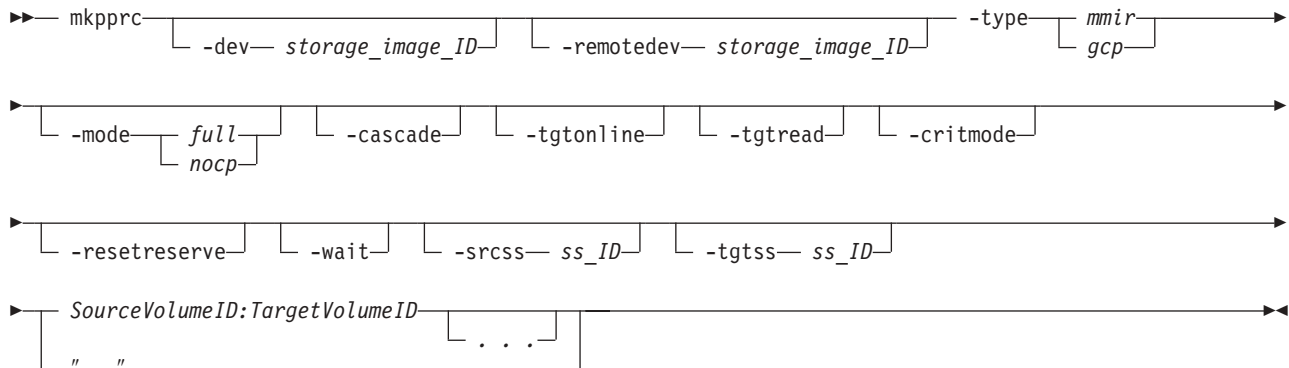 mkpprc -dev storage_image_ID -remotedev storage_image_ID -type mmir
gcp
-mode full -cascade -tgtonline -tgtread -critmode
nocp
-resetreserve -wait -srcss ss_ID -tgtss ss_ID
SourceVolumeID:TargetVolumeID
. . .
" "